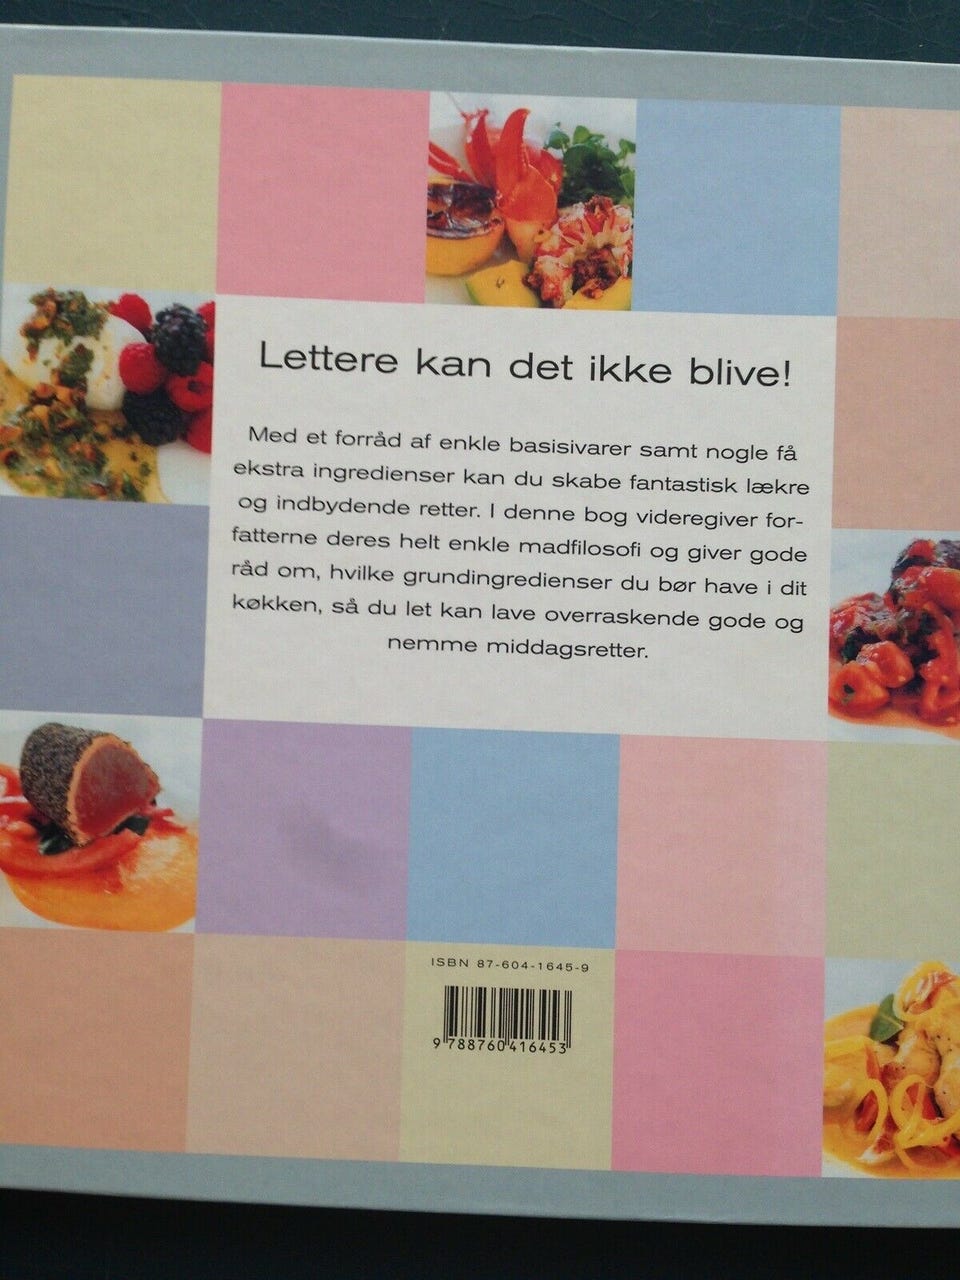 Lettere kan det ikke blive!
Med et forråd af enkle basisivarer samt nogle få
ekstra ingredienser kan du skabe fantastisk lækre
og indbydende retter. I denne bog videregiver for-
fatterne deres helt enkle madfilosofi og giver gode
råd om, hvilke grundingredienser du bør have i dit
køkken, så du let kan lave overraskende gode og
nemme middagsretter.
ISBN 87-604-1645-9
9 788760 416453